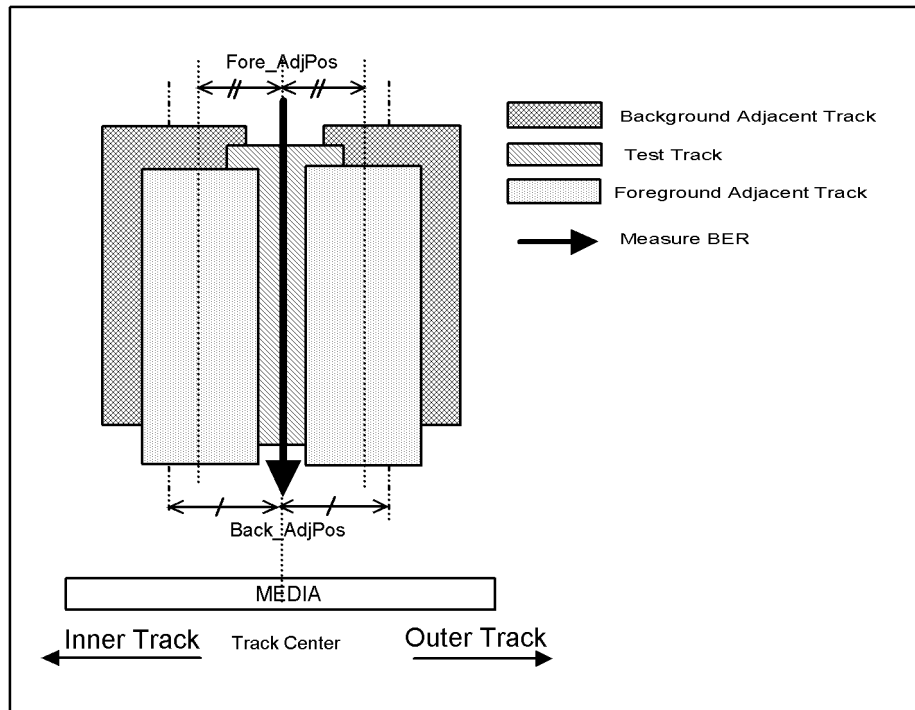 Fore_AdjPos
Background Adjacent Track
Test Track
Foreground Adjacent Track
Measure BER
Back_AdjPos
MEDIA
Inner Track
Track Center
Outer Track